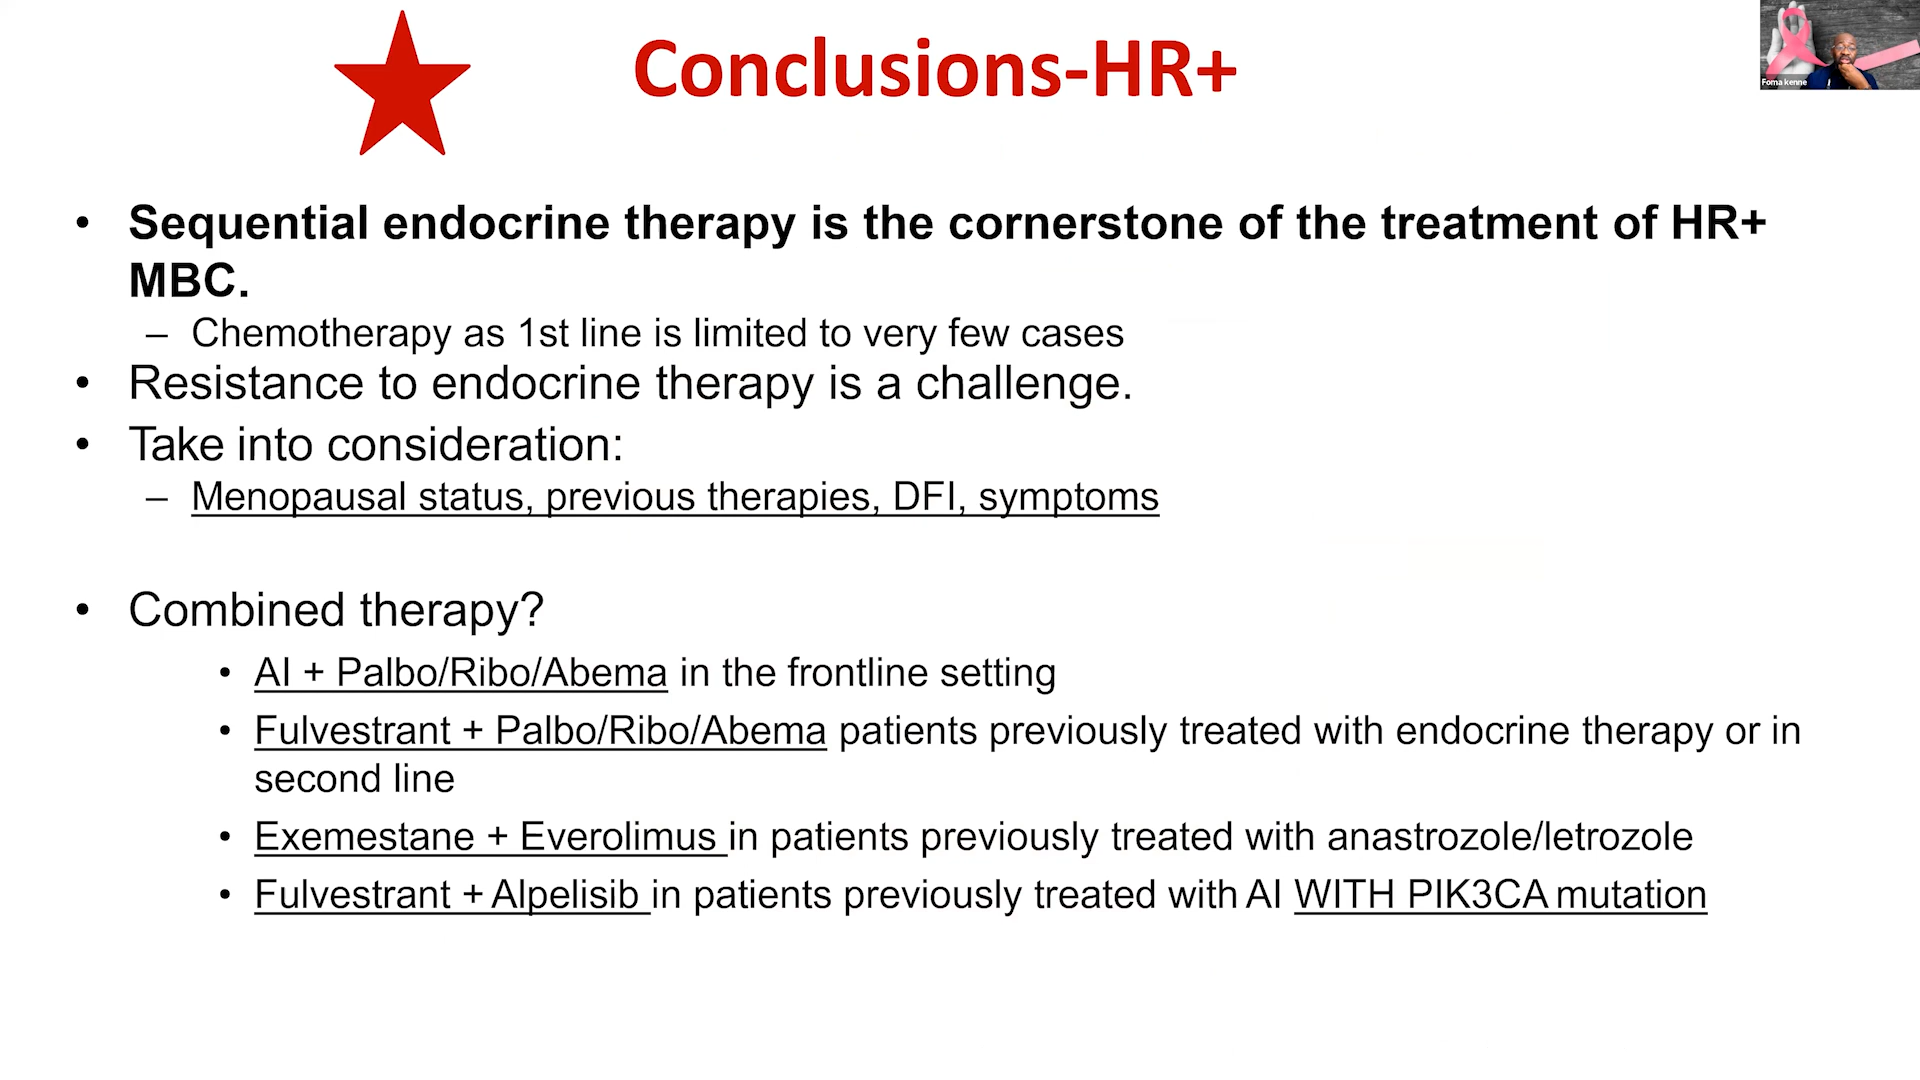 Conclusions-HR+
Foma kenne
• Sequential endocrine therapy is the cornerstone of the treatment of HR+
MBC.
– Chemotherapy as 1st line is limited to very few cases
• Resistance to endocrine therapy is a challenge.
• Take into consideration:
– Menopausal status, previous therapies, DFI, symptoms
• Combined therapy?
• AI + Palbo/Ribo/Abema in the frontline setting
• Fulvestrant + Palbo/Ribo/Abema patients previously treated with endocrine therapy or in
second line
• Exemestane + Everolimus in patients previously treated with anastrozole/letrozole
• Fulvestrant + Alpelisib in patients previously treated with AI WITH PIK3CA mutation